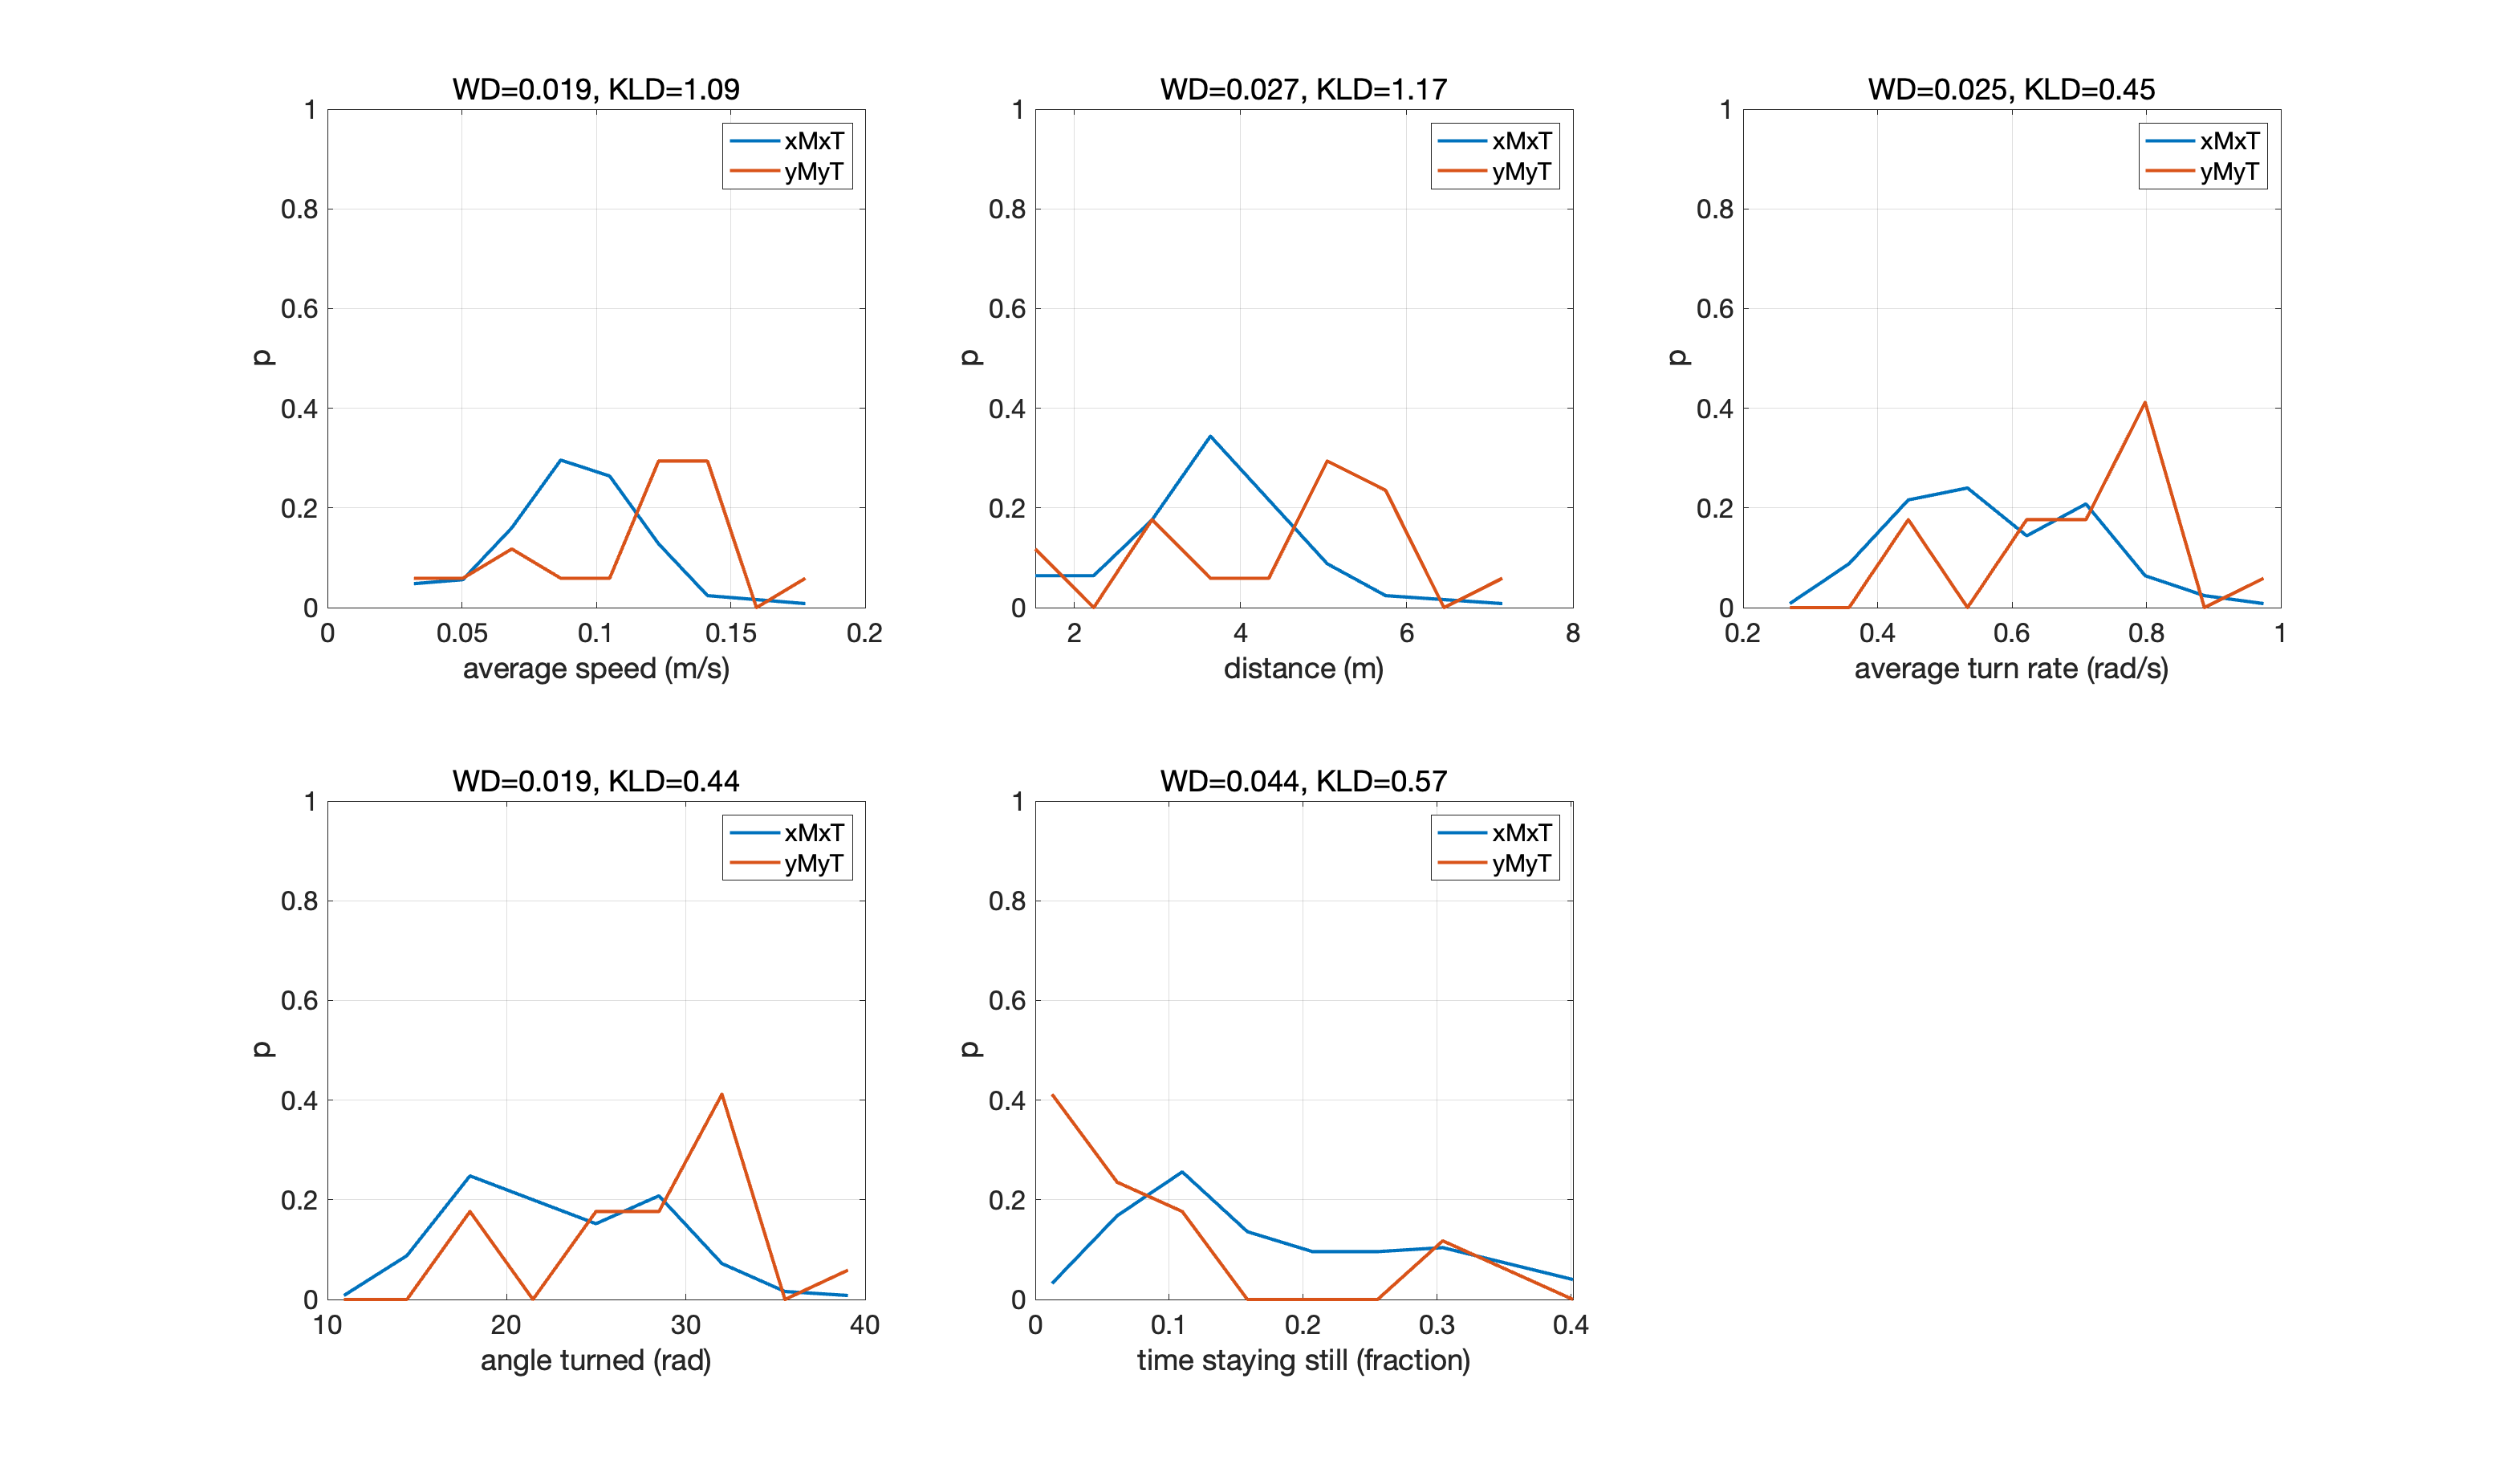 WD=0.019, KLD=1.09
1
0.8
0.6
0.4
0.2
0
p
xMxT
yMyT
0 0.05 0.1 0.15 0.2
average speed (m/s)
WD=0.027, KLD=1.17
1
0.8
0.6
0.4
0.2
0
p
xMxT
yMyT
2 4 6 8
distance (m)
WD=0.025, KLD=0.45
1
0.8
0.6
0.4
0.2
0
p
xMxT
yMyT
0.2 0.4 0.6 0.8 1
average turn rate (rad/s)
WD=0.019, KLD=0.44
1
0.8
0.6
0.4
0.2
0
p
xMxT
yMyT
10 20 30 40
angle turned (rad)
WD=0.044, KLD=0.57
1
0.8
0.6
0.4
0.2
0
p
xMxT
yMyT
0 0.1 0.2 0.3 0.4
time staying still (fraction)